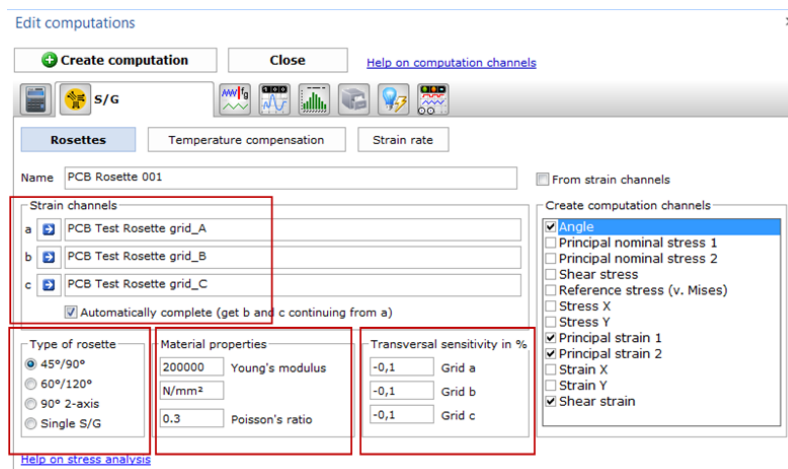 Edit computations
Create computation
Close
Help on computation channels
S/G
Rosettes
Temperature compensation
Strain rate
Name
PCB Rosette 001
From strain channels
Strain channels
a
PCB Test Rosette grid_A
b
PCB Test Rosette grid_B
c
PCB Test Rosette grid_C
Automatically complete (get b and c continuing from a)
Create computation channels
Angle
Principal nominal stress 1
Principal nominal stress 2
Shear stress
Reference stress (v. Mises)
Stress X
Stress Y
Principal strain 1
Principal strain 2
Strain X
Strain Y
Shear strain
Type of rosette
45°/90°
60°/120°
90° 2-axis
Single S/G
Material properties
200000 Young's modulus
N/mm²
0.3 Poisson's ratio
Transversal sensitivity in %
-0,1 Grid a
-0,1 Grid b
-0,1 Grid c
Help on stress analysis